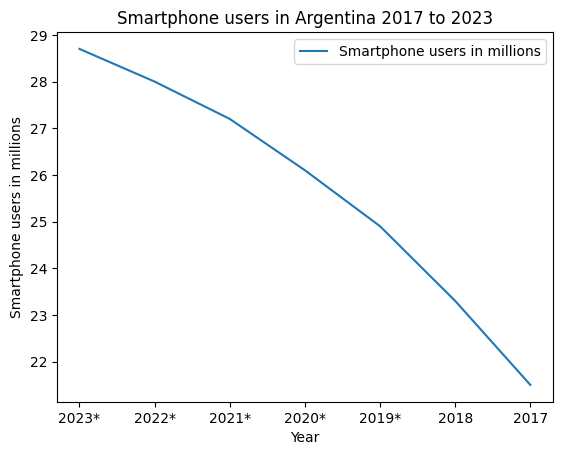 Smartphone users in Argentina 2017 to 2023
Smartphone users in millions
Smartphone users in millions
29
28
27
26
25
24
23
22
2023* 2022* 2021* 2020* 2019* 2018 2017
Year